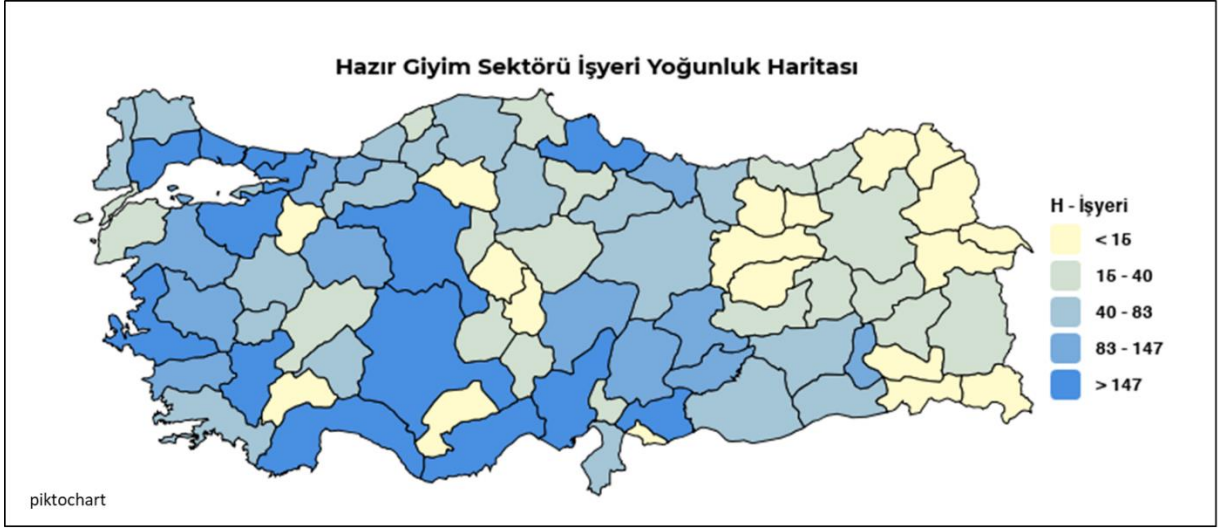 Hazır Giyim Sektörü İşyeri Yoğunluk Haritası
H - İşyeri
< 15
15 - 40
40 - 83
83 - 147
> 147
piktochart